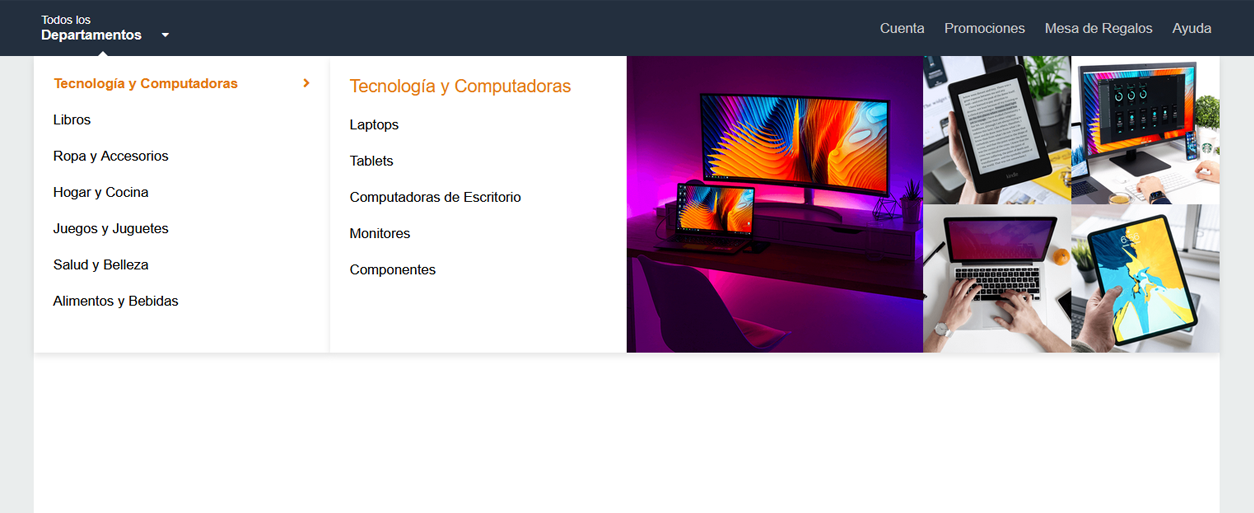 Todos los
Departamentos
Cuenta
Promociones
Mesa de Regalos
Ayuda
Tecnología y Computadoras
Libros
Ropa y Accesorios
Hogar y Cocina
Juegos y Juguetes
Salud y Belleza
Alimentos y Bebidas
Tecnología y Computadoras
Laptops
Tablets
Computadoras de Escritorio
Monitores
Componentes